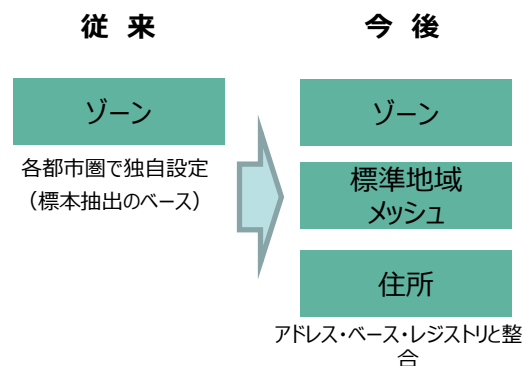 従 来
ゾーン
各都市圏で独自設定
(標本抽出のベース)
今 後
ゾーン
標準地域
メッシュ
住所
アドレス・ベース・レジストリと整
合